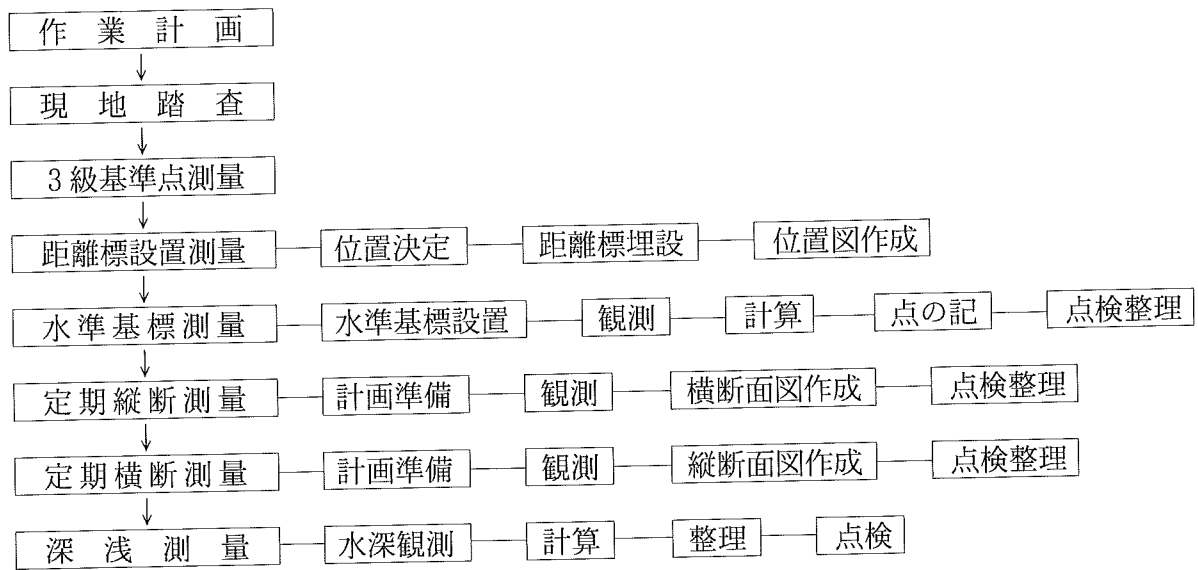 作業計画
現地踏査
3級基準点測量
距離標設置測量 位置決定 距離標埋設 位置図作成
水準基標測量 水準基標設置 観測 計算 点の記 点検整理
定期縦断測量 計画準備 観測 横断面図作成 点検整理
定期横断測量 計画準備 観測 縦断面図作成 点検整理
深浅測量 水深観測 計算 整理 点検